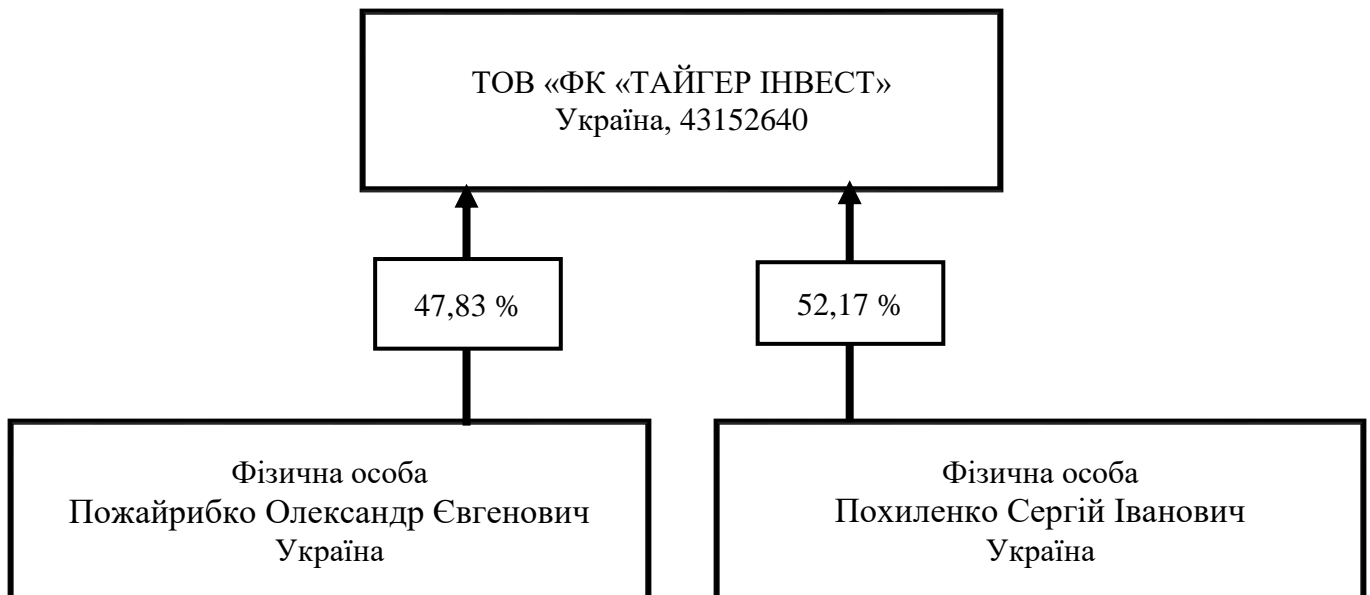 ТОВ «ФК «ТАЙГЕР ІНВЕСТ»
Україна, 43152640
47,83 %
52,17 %
Фізична особа
Пожайрибко Олександр Євгенович
Україна
Фізична особа
Похиленко Сергій Іванович
Україна